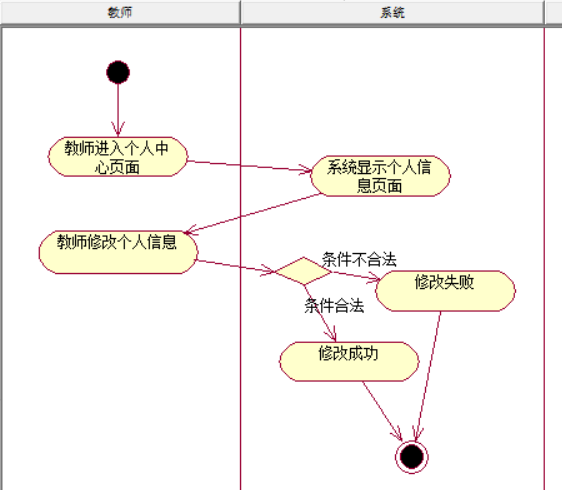 教师
系统
教师进入个人中
心页面
系统显示个人信
息页面
教师修改个人信息
条件不合法
修改失败
条件合法
修改成功